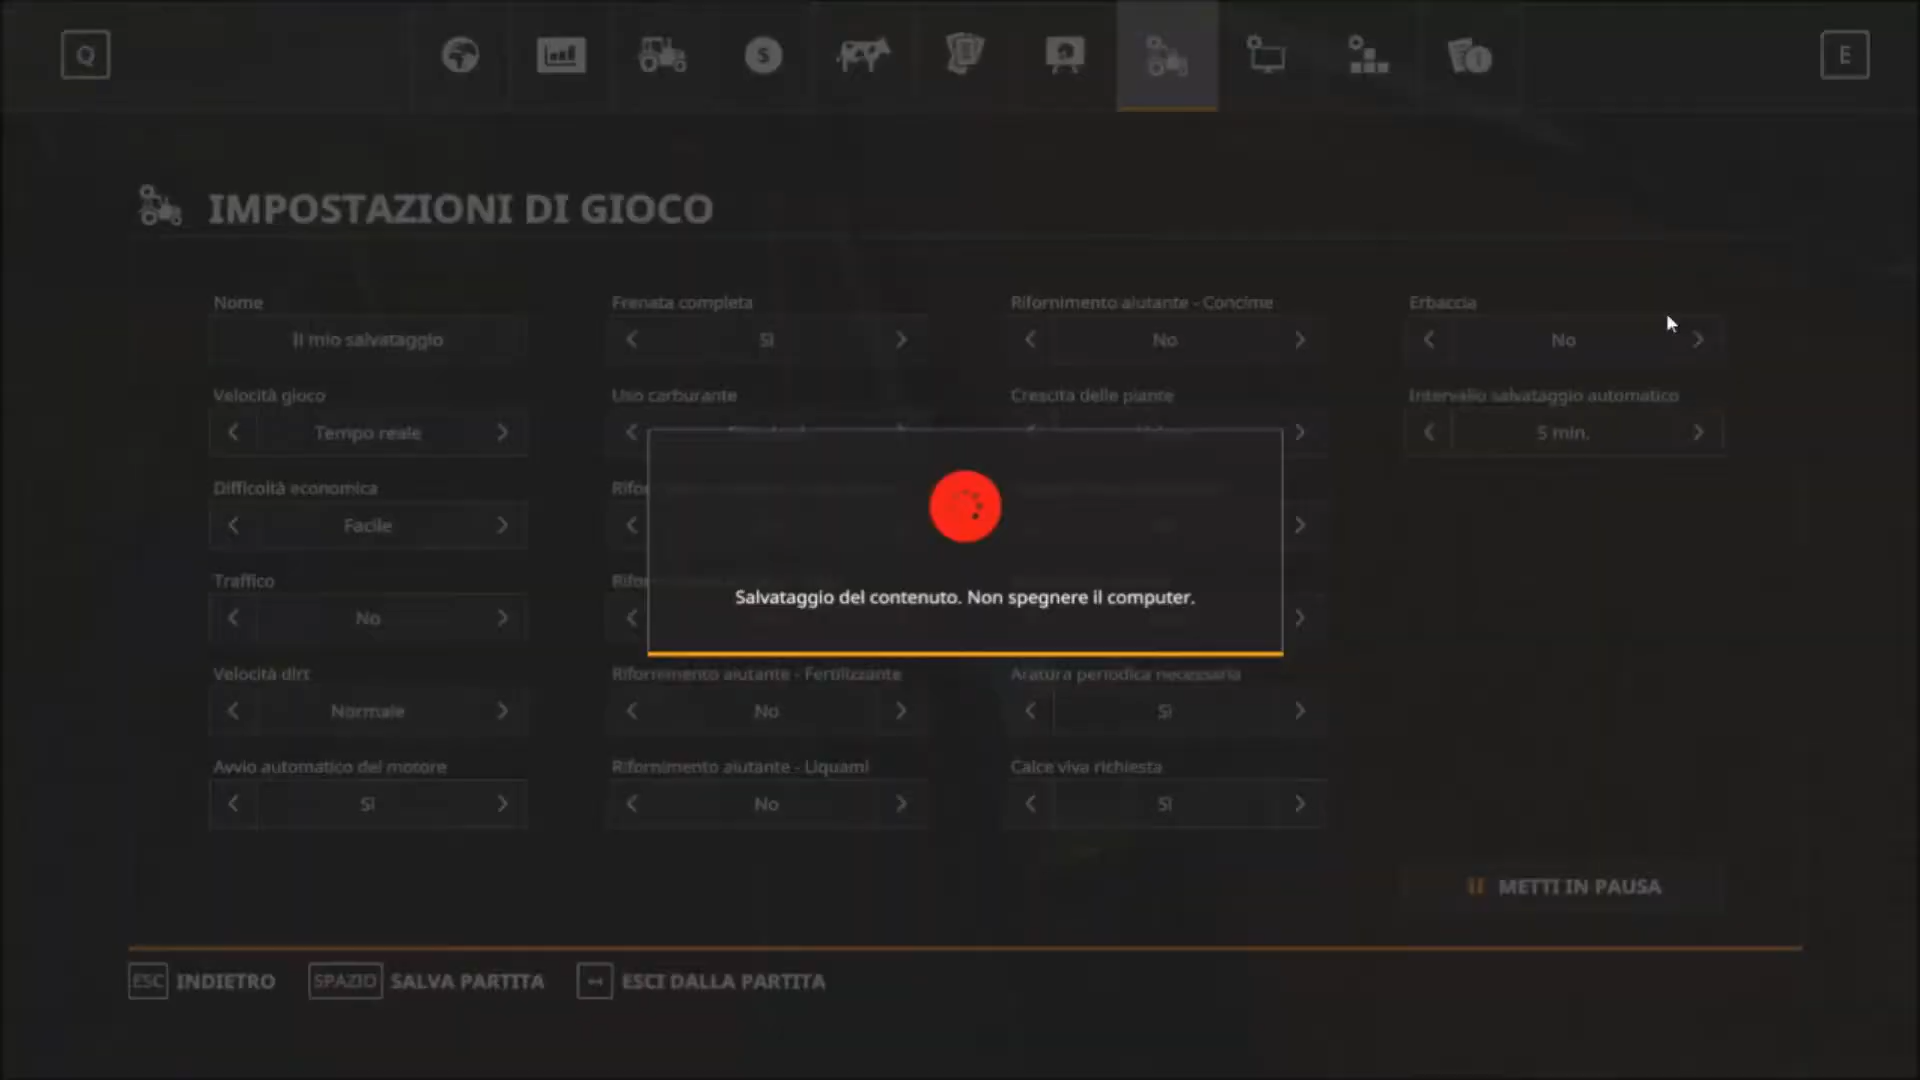 Q
E
IMPOSTAZIONI DI GIOCO
Nome
Il mio salvataggio
Velocità gioco
Tempo reale
Difficoltà economica
Facile
Traffico
No
Velocità dirt
Normale
Avvio automatico del motore
Sì
Frenata completa
Sì
Uso carburante
Rifornimento aiutante - Fertilizzante
No
Rifornimento aiutante - Liquami
No
Rifornimento aiutante - Concime
No
Crescita delle piante
Aratura periodica necessaria
Sì
Calce viva richiesta
Sì
Erbaccia
No
Intervallo salvataggio automatico
5 min.
Salvataggio del contenuto. Non spegnere il computer.
METTI IN PAUSA
ESC INDIETRO SPAZIO SALVA PARTITA ESCI DALLA PARTITA